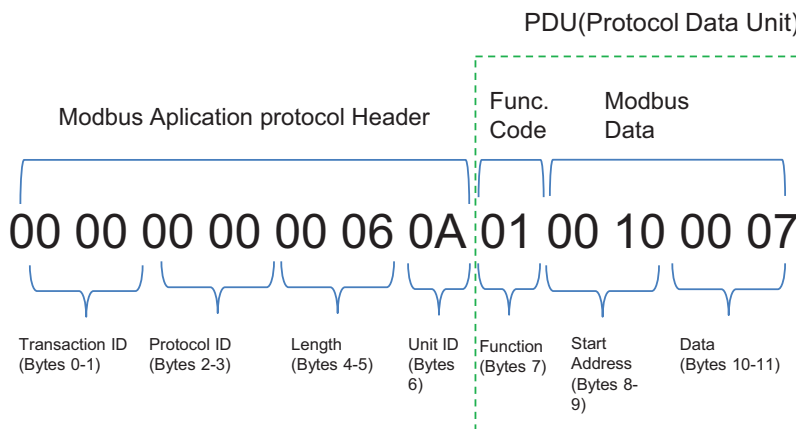 PDU(Protocol Data Unit)
Modbus Aplication protocol Header
Func.
Code
Modbus
Data
00 00 00 00 00 06 0A 01 00 10 00 07
Transaction ID
(Bytes 0-1)
Protocol ID
(Bytes 2-3)
Length
(Bytes 4-5)
Unit ID
(Bytes
6)
Function
(Bytes 7)
Start
Address
(Bytes 8-
9)
Data
(Bytes 10-11)